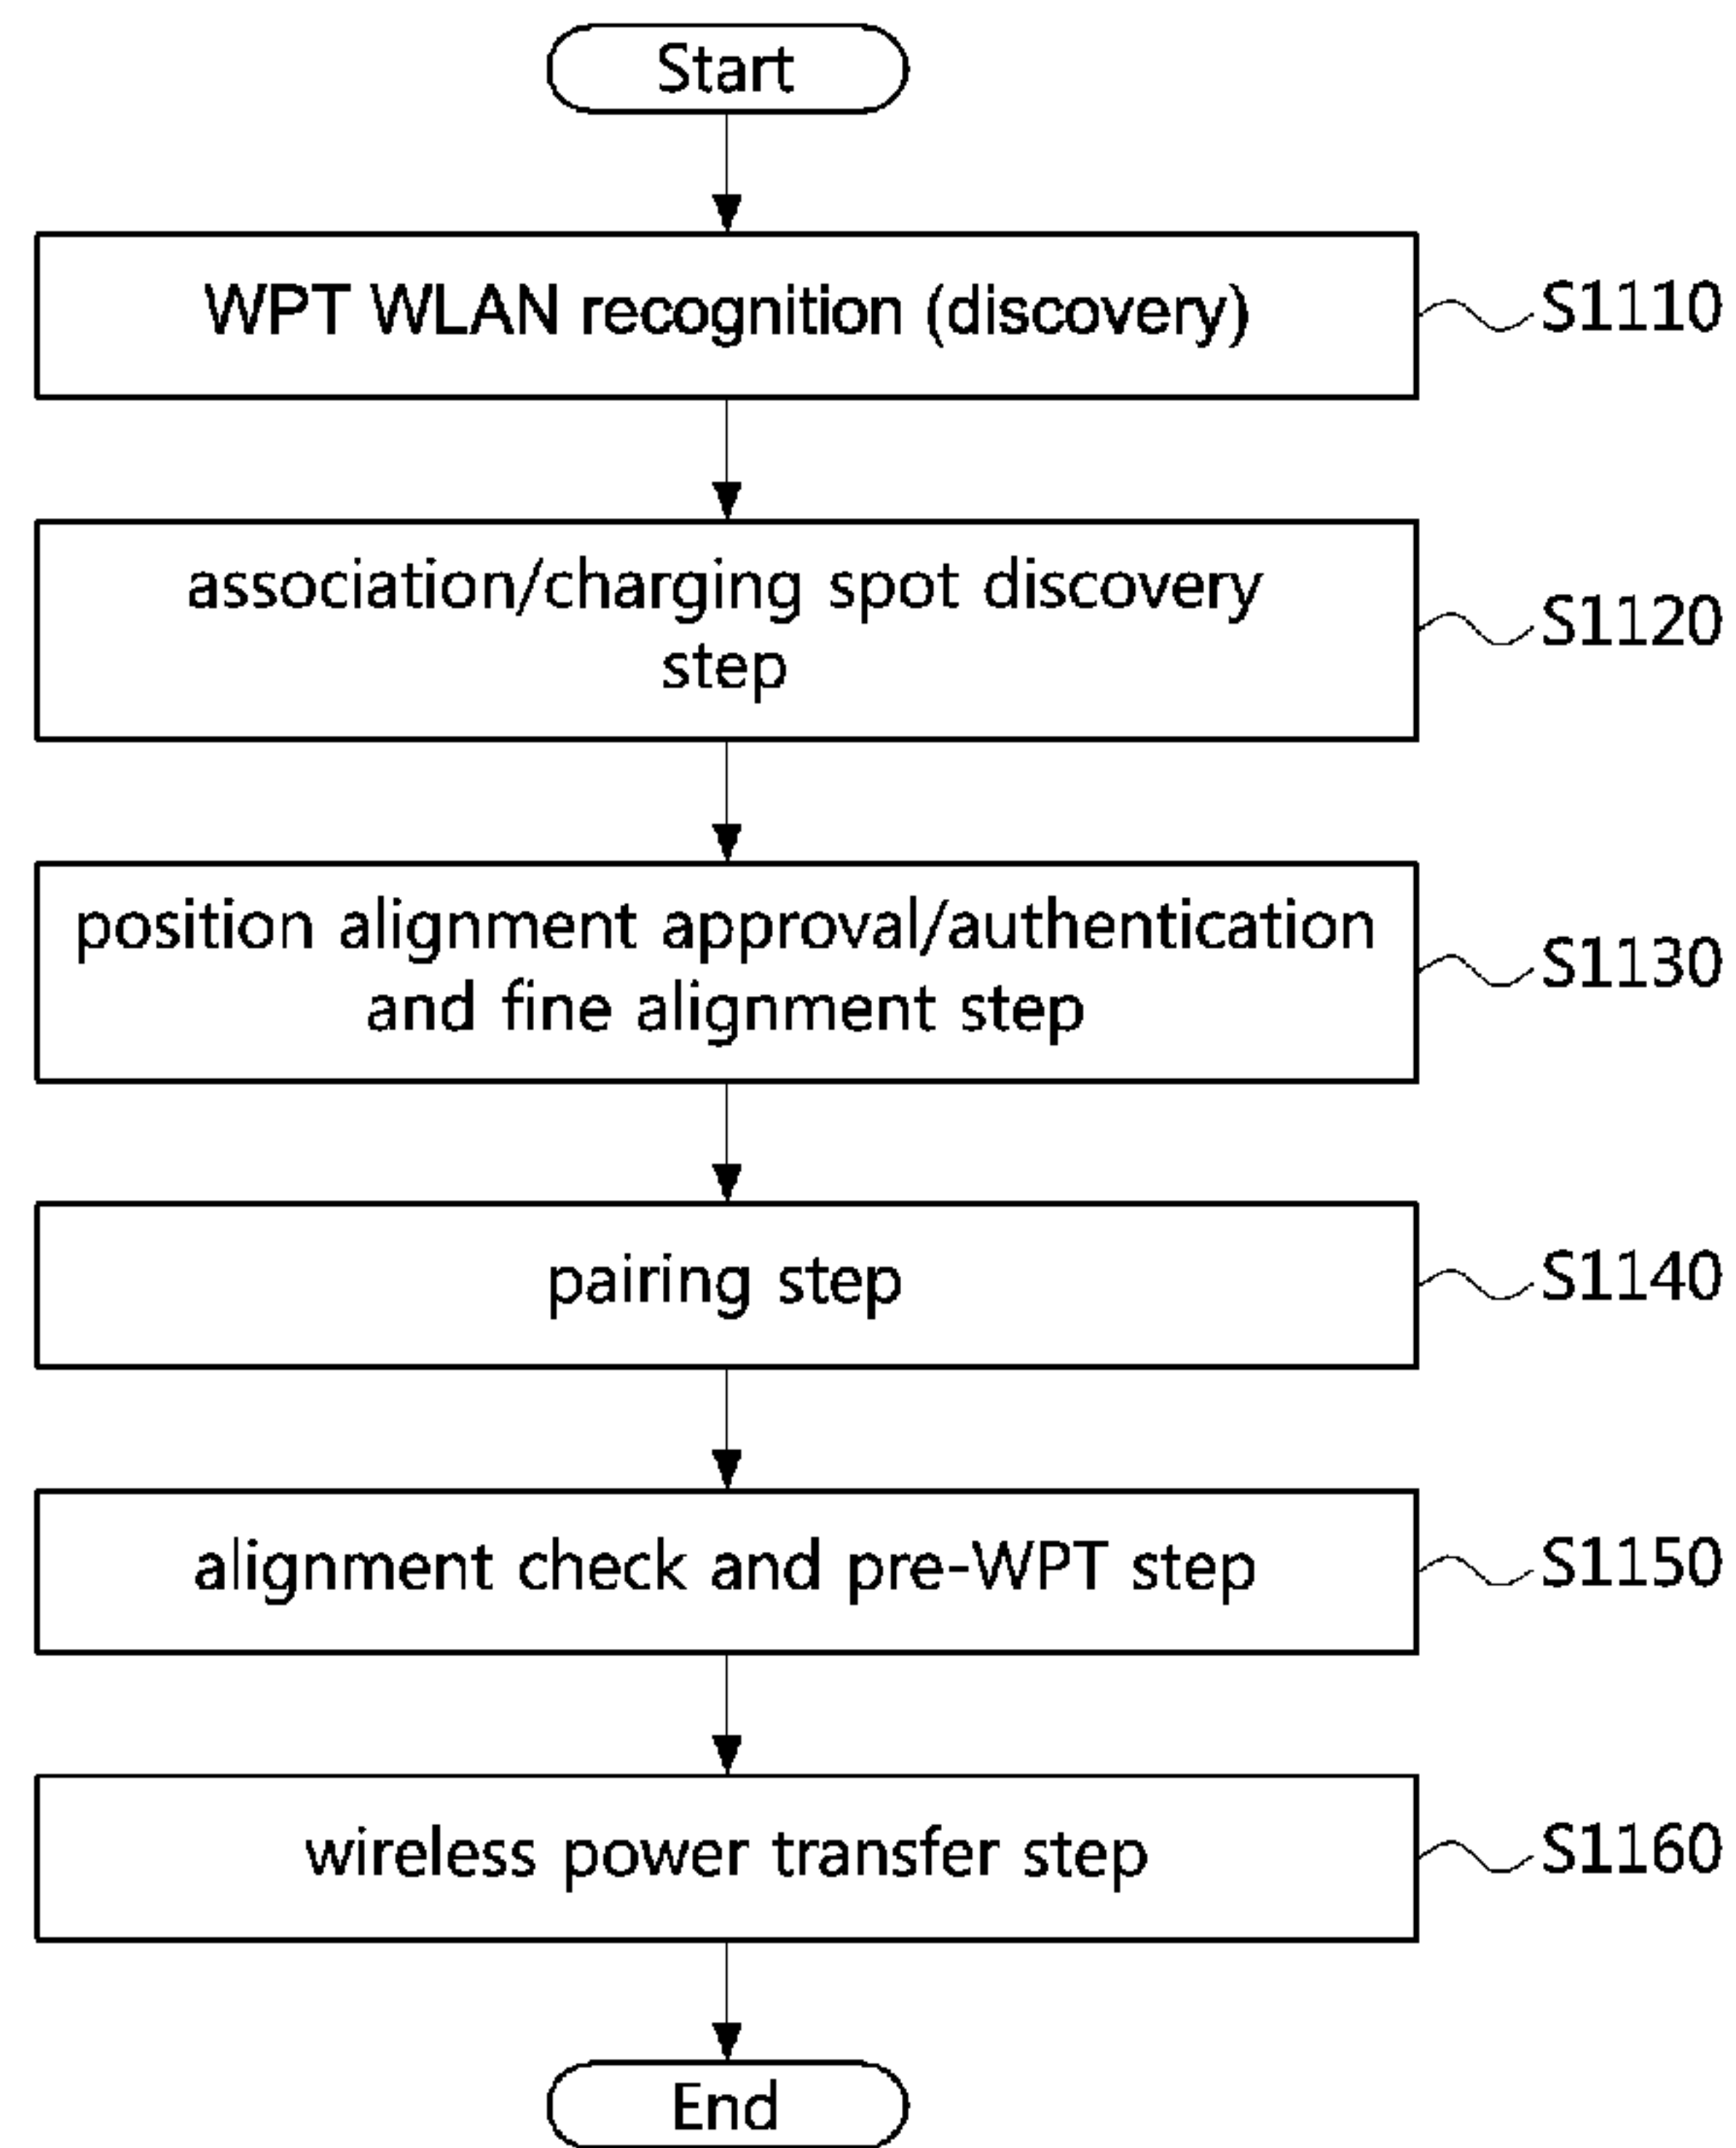 Start
WPT WLAN recognition (discovery)
S1110
association/charging spot discovery
step
S1120
position alignment approval/authentication
and fine alignment step
S1130
pairing step
S1140
alignment check and pre-WPT step
S1150
wireless power transfer step
S1160
End